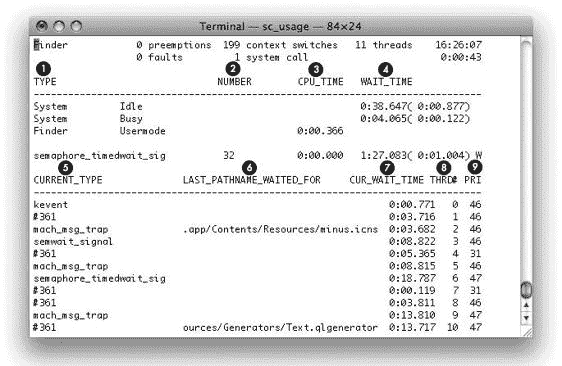 Terminal — sc_usage — 84×24
Finder 0 preemptions 199 context switches 11 threads 16:26:07
0 faults 1 system call 0:00:43
1 2 3 4
TYPE NUMBER CPU_TIME WAIT_TIME
------------------------------------------------------------------------------
System Idle 0:38.647( 0:00.877)
System Busy 0:04.065( 0:00.122)
Finder Usermode 0:00.366
semaphore_timedwait_sig 32 0:00.000 1:27.083( 0:01.004) W
5 6 7 8 9
CURRENT_TYPE LAST_PATHNAME_WAITED_FOR CUR_WAIT_TIME THRD# PRI
------------------------------------------------------------------------------
kevent 0:00.771 0 46
#361 0:03.716 1 46
mach_msg_trap .app/Contents/Resources/minus.icns 0:03.682 2 46
semwait_signal 0:08.822 3 46
#361 0:05.365 4 31
mach_msg_trap 0:08.815 5 46
semaphore_timedwait_sig 0:18.787 6 47
#361 0:00.119 7 31
#361 0:03.811 8 46
mach_msg_trap 0:13.810 9 47
#361 ources/Generators/Text.qlgenerator 0:13.717 10 47